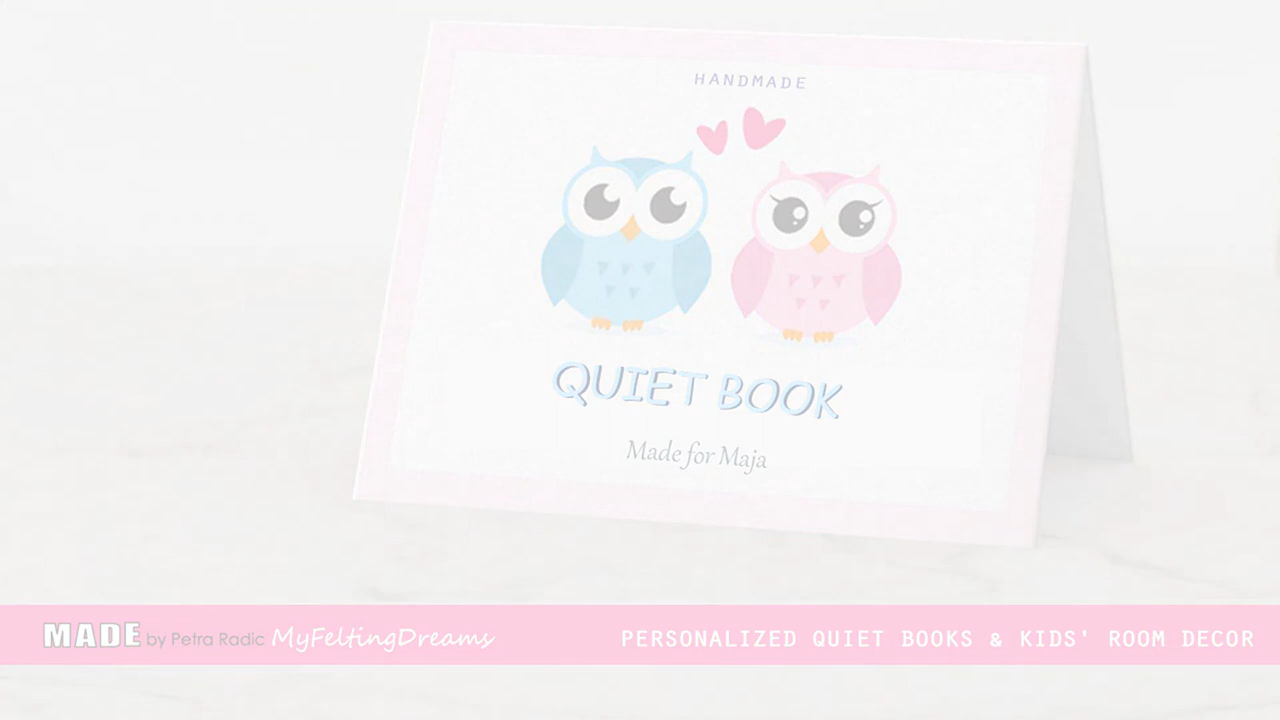 HANDMADE
QUIET BOOK
Made for Maja
MADE by Petra Radic MyFeltingDreams
PERSONALIZED QUIET BOOKS & KIDS' ROOM DECOR